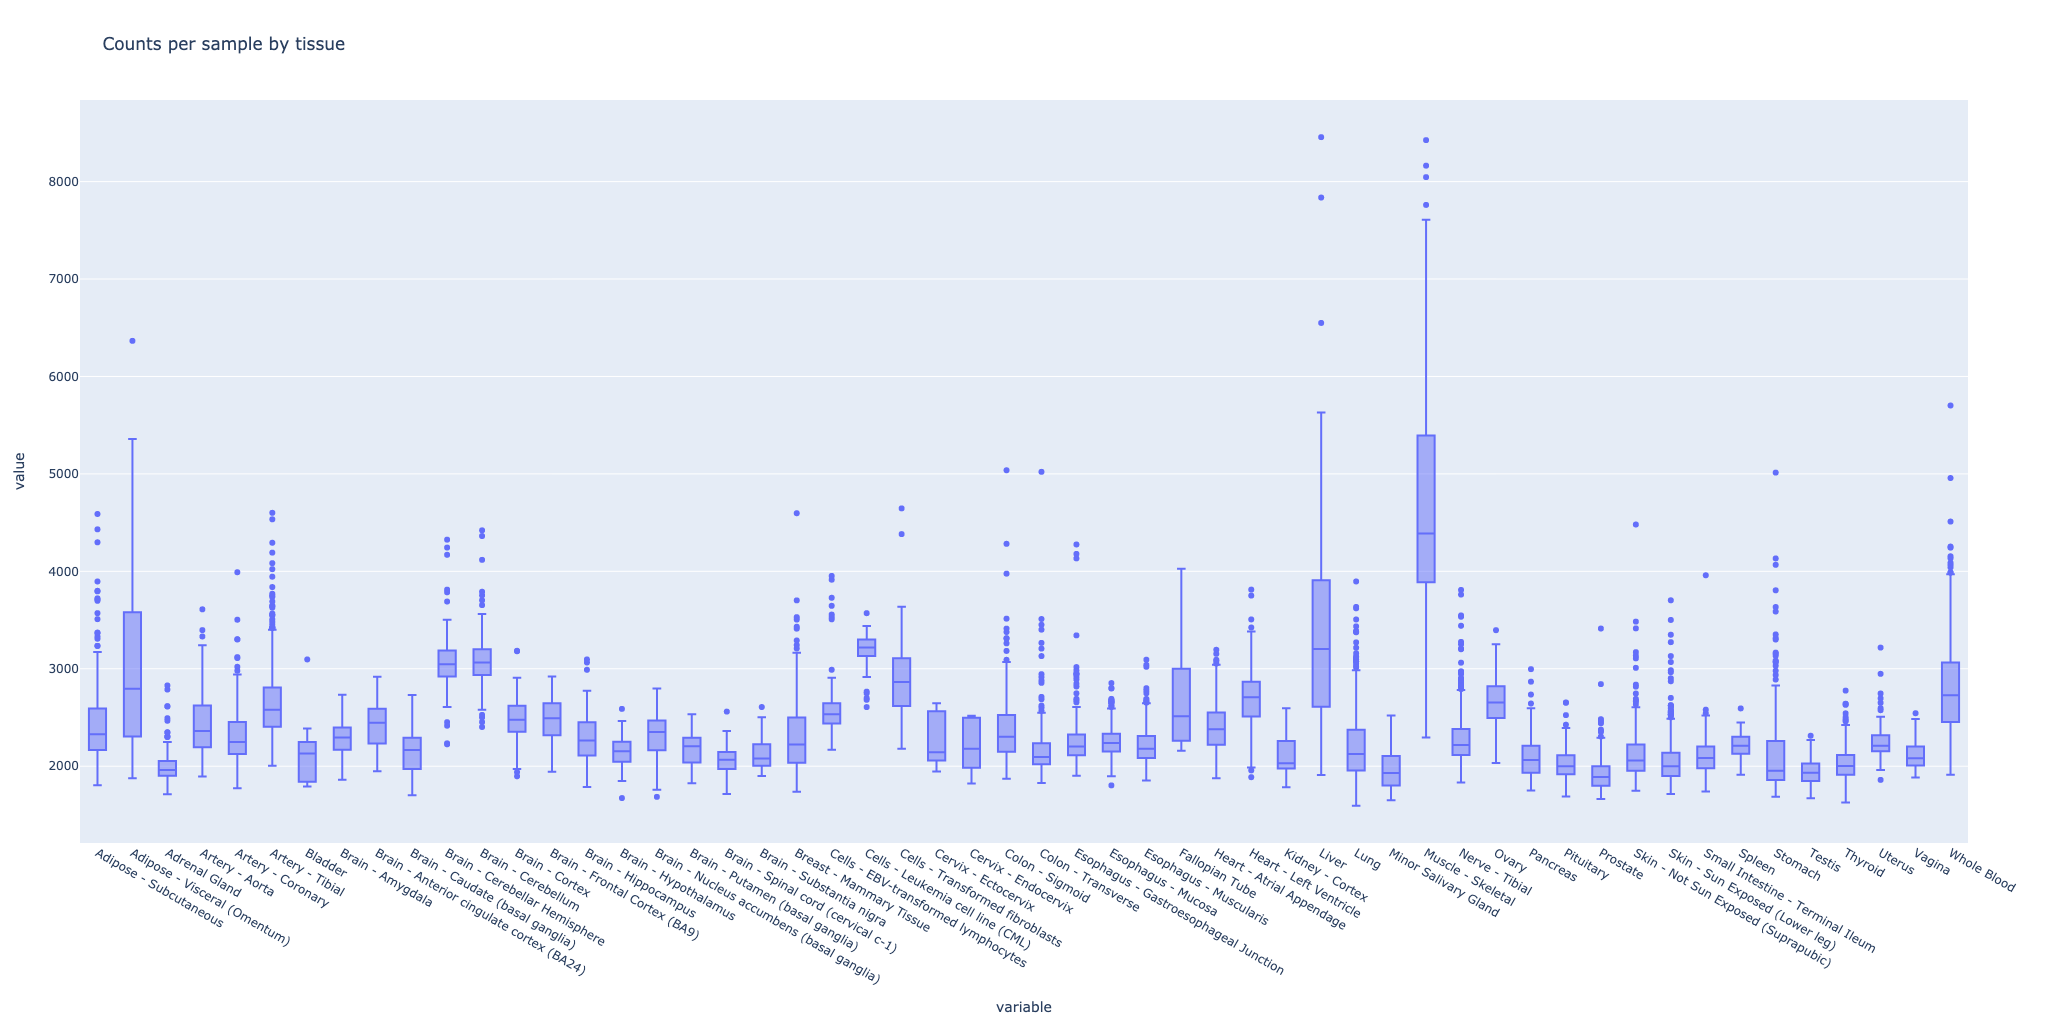 Counts per sample by tissue
value
8000
7000
6000
5000
4000
3000
2000
Adipose - Subcutaneous
Adipose - Visceral (Omentum)
Adrenal Gland
Artery - Aorta
Artery - Coronary
Artery - Tibial
Bladder
Brain - Amygdala
Brain - Anterior cingulate cortex (BA24)
Brain - Caudate (basal ganglia)
Brain - Cerebellar Hemisphere
Brain - Cerebellum
Brain - Cortex
Brain - Frontal Cortex (BA9)
Brain - Hippocampus
Brain - Hypothalamus
Brain - Nucleus accumbens (basal ganglia)
Brain - Putamen (basal ganglia)
Brain - Spinal cord (cervical c-1)
Brain - Substantia nigra
Breast - Mammary Tissue
Cells - EBV-transformed lymphocytes
Cells - Leukemia cell line (CML)
Cells - Transformed fibroblasts
Cervix - Ectocervix
Cervix - Endocervix
Colon - Sigmoid
Colon - Transverse
Esophagus - Gastroesophageal Junction
Esophagus - Mucosa
Esophagus - Muscularis
Fallopian Tube
Heart - Atrial Appendage
Heart - Left Ventricle
Kidney - Cortex
Liver
Lung
Minor Salivary Gland
Muscle - Skeletal
Nerve - Tibial
Ovary
Pancreas
Pituitary
Prostate
Skin - Not Sun Exposed (Suprapubic)
Skin - Sun Exposed (Lower leg)
Small Intestine - Terminal Ileum
Spleen
Stomach
Testis
Thyroid
Uterus
Vagina
Whole Blood
variable